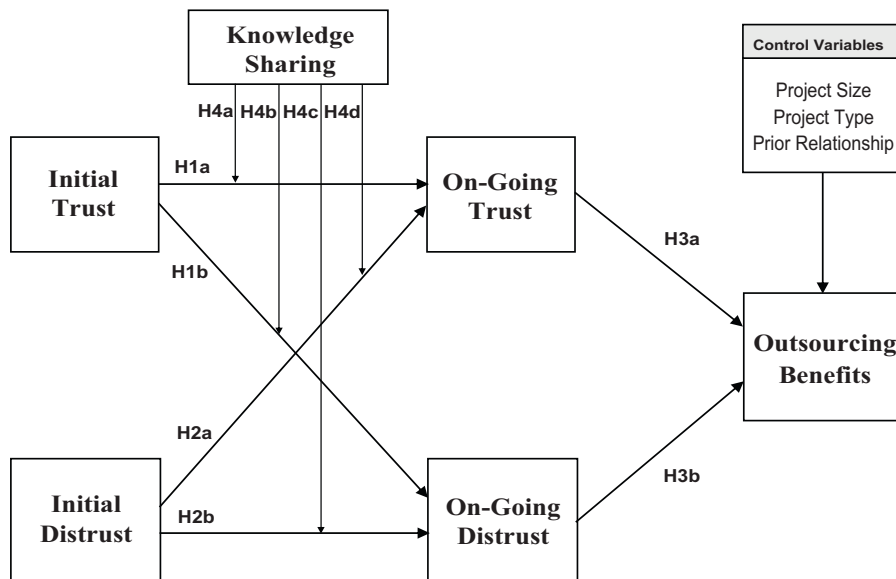 Knowledge
Sharing
Control Variables
Project Size
Project Type
Prior Relationship
H4a
H4b
H4c
H4d
Initial
Trust
H1a
H1b
On-Going
Trust
H3a
Outsourcing
Benefits
H2a
H2b
Initial
Distrust
On-Going
Distrust
H3b